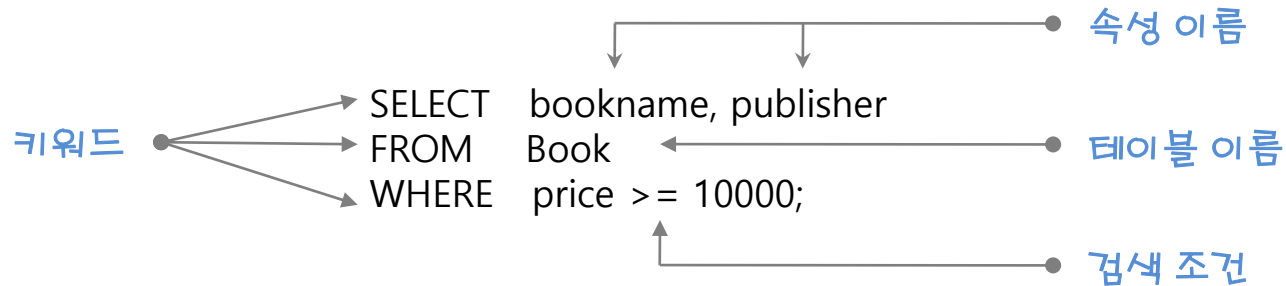 속성 이름
SELECT bookname, publisher
키워드
FROM Book
테이블 이름
WHERE price >= 10000;
검색 조건